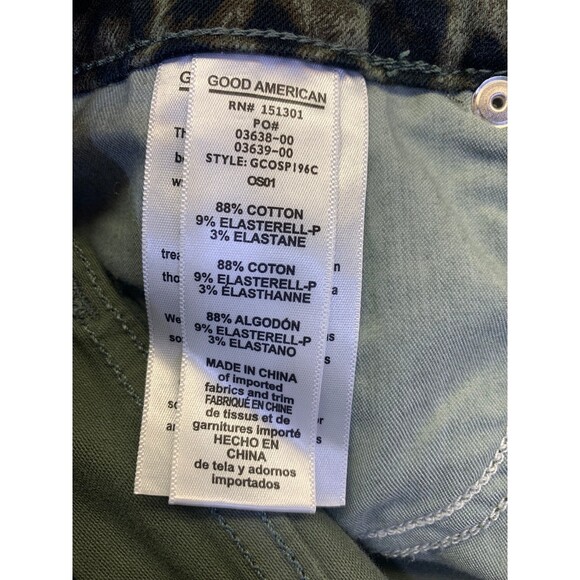 GOOD AMERICAN
RN# 151301
PO#
03638-00
03639-00
STYLE: GCOSP196C
OS01
88% COTTON
9% ELASTERELL-P
3% ELASTANE
88% COTON
9% ELASTERELL-P
3% ÉLASTHANNE
88% ALGODÓN
9% ELASTERELL-P
3% ELASTANO
MADE IN CHINA
of imported
fabrics and trim
FABRIQUÉ EN CHINE
de tissus et de
garnitures importé
HECHO EN
CHINA
de tela y adornos
importados